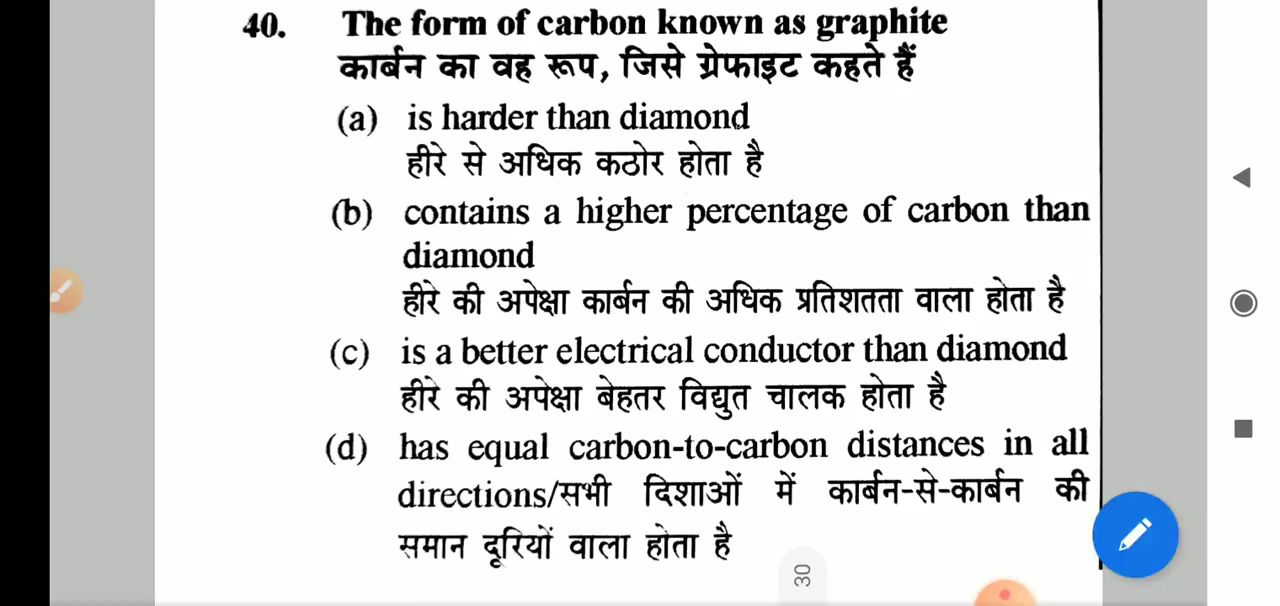 40. The form of carbon known as graphite
कार्बन का वह रूप, जिसे ग्रेफाइट कहते हैं
(a) is harder than diamond
हीरे से अधिक कठोर होता है
(b) contains a higher percentage of carbon than
diamond
हीरे की अपेक्षा कार्बन की अधिक प्रतिशतता वाला होता है
(c) is a better electrical conductor than diamond
हीरे की अपेक्षा बेहतर विद्युत चालक होता है
(d) has equal carbon-to-carbon distances in all
directions/सभी दिशाओं में कार्बन-से-कार्बन की
समान दूरियों वाला होता है
30